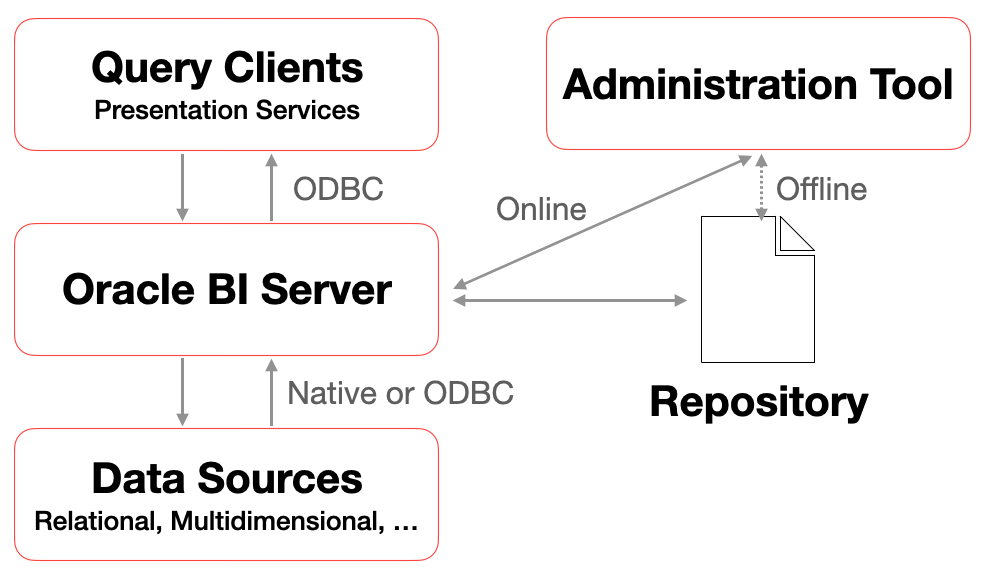 Query Clients
Presentation Services
Administration Tool
ODBC
Online
Offline
Oracle BI Server
Native or ODBC
Repository
Data Sources
Relational, Multidimensional, …